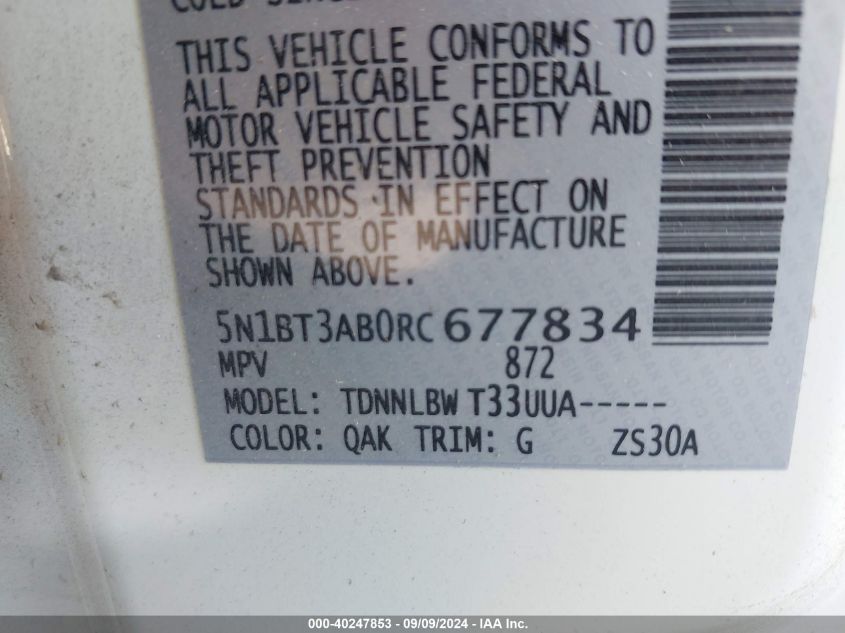 THIS VEHICLE CONFORMS TO
ALL APPLICABLE FEDERAL
MOTOR VEHICLE SAFETY AND
THEFT PREVENTION
STANDARDS IN EFFECT ON
THE DATE OF MANUFACTURE
SHOWN ABOVE.
5N1BT3AB0RC677834
MPV 872
MODEL: TDNNLBW T33UUA-----
COLOR: QAK TRIM: G ZS30A
000-40247853 - 09/09/2024 - IAA Inc.